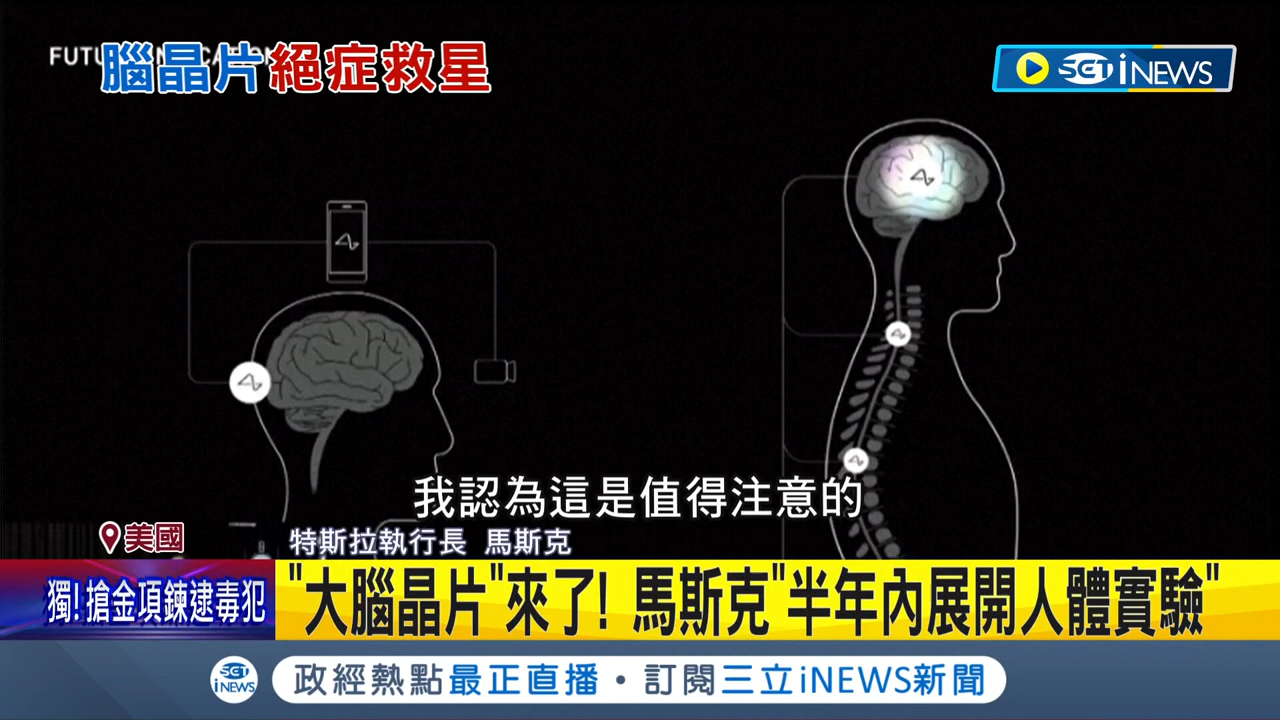 腦晶片絕症救星
SET iNEWS
我認為這是值得注意的
美國
特斯拉執行長 馬斯克
獨!搶金項鍊逮毒犯
"大腦晶片"來了! 馬斯克"半年內展開人體實驗"
SET iNEWS
政經熱點最正直播・訂閱三立iNEWS新聞